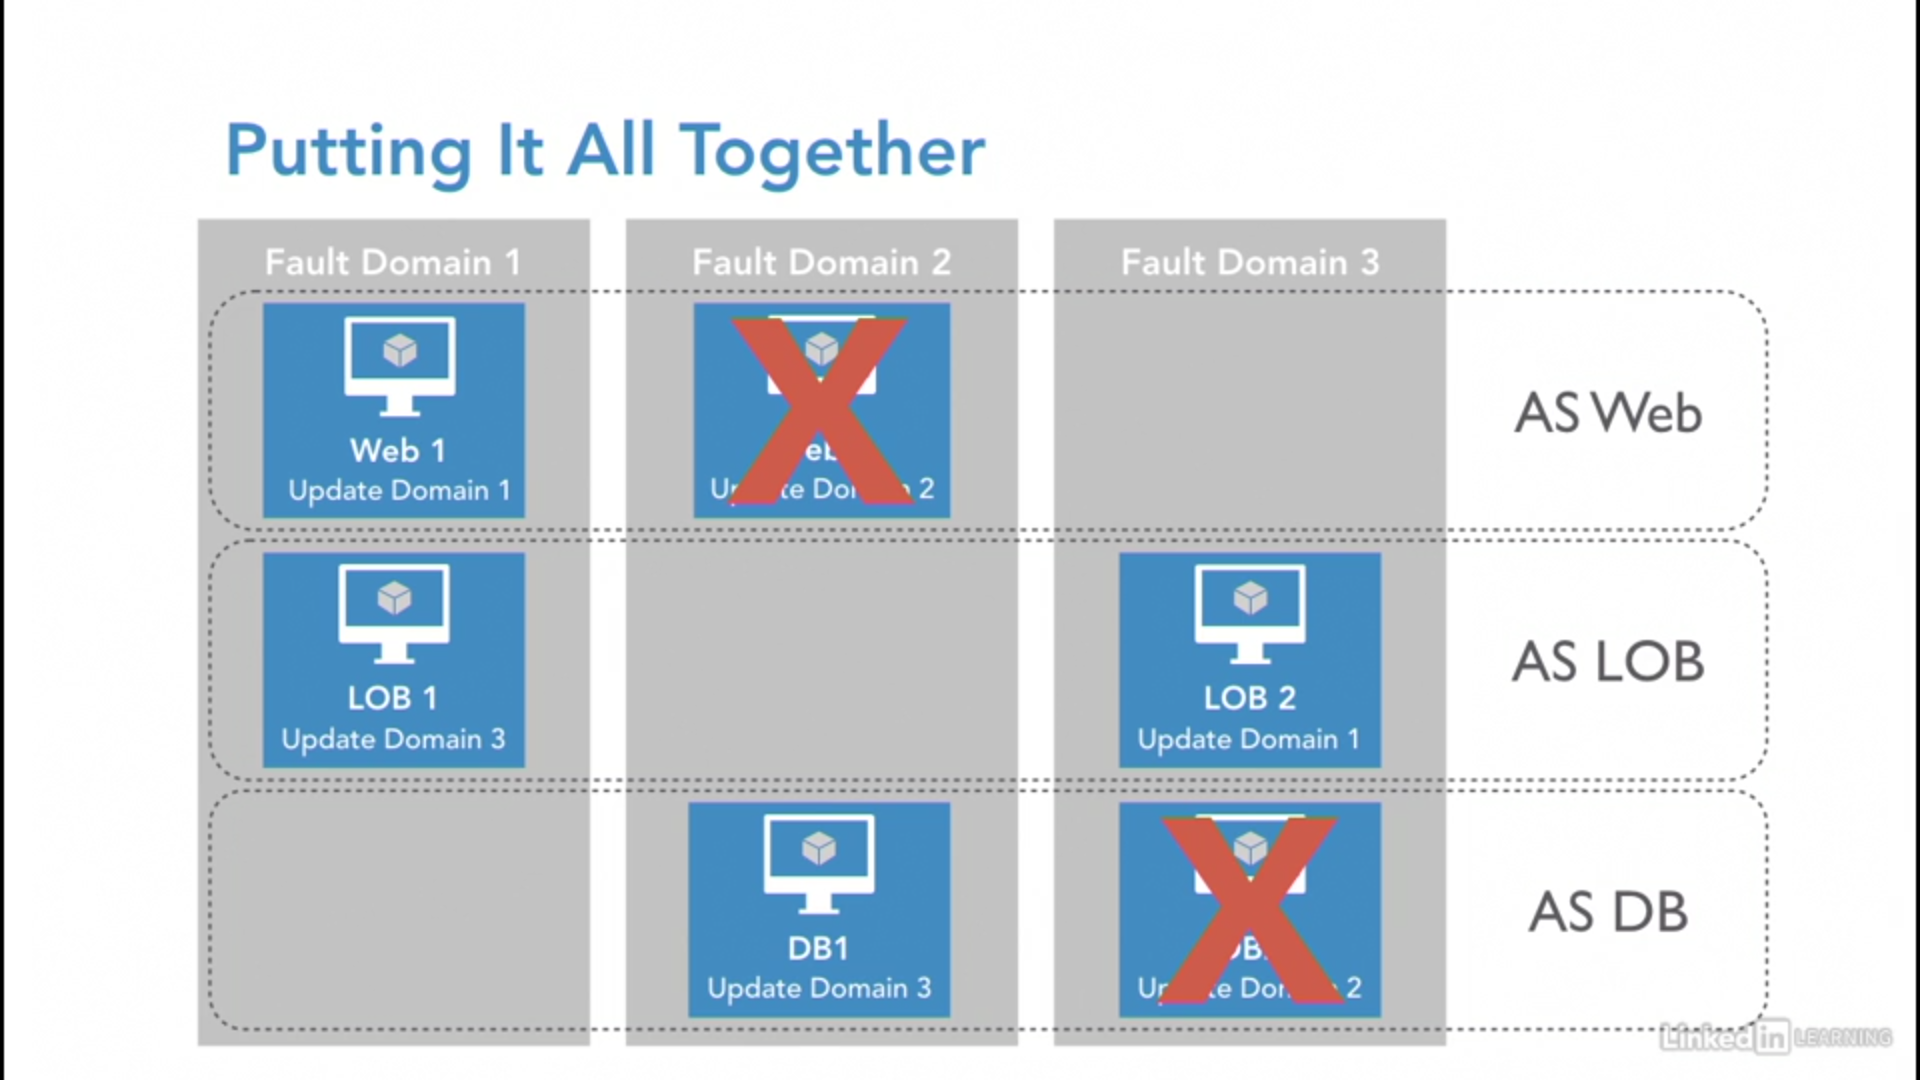 Putting It All Together
Fault Domain 1
Fault Domain 2
Fault Domain 3
Web 1
Update Domain 1
2
AS Web
LOB 1
Update Domain 3
LOB 2
Update Domain 1
AS LOB
DB1
Update Domain 3
2
AS DB
Linked in LEARNING